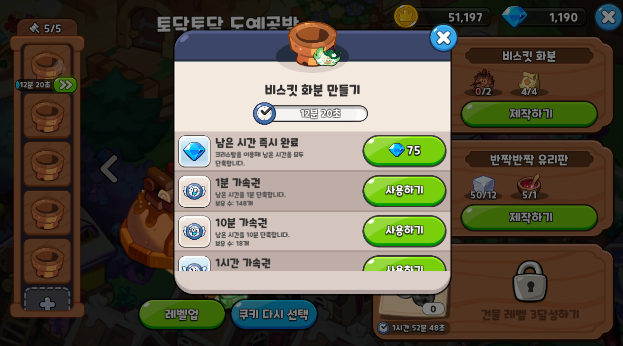 5/5
토닥토닥 도예공방
51,197
1,190
12분 20초
비스킷 화분 만들기
12분 20초
남은 시간 즉시 완료
크리스탈을 이용해 남은 시간을 모두
단축합니다.
75
1분 가속권
남은 시간을 1분 단축합니다.
보유 수: 148개
사용하기
10분 가속권
남은 시간을 10분 단축합니다.
보유 수: 18개
사용하기
1시간 가속권
사용하기
비스킷 화분
0/2
4/4
제작하기
반짝반짝 유리판
50/12
5/1
제작하기
0
1시간 52분 48초
건물 레벨 3달성하기
레벨업
쿠키 다시 선택